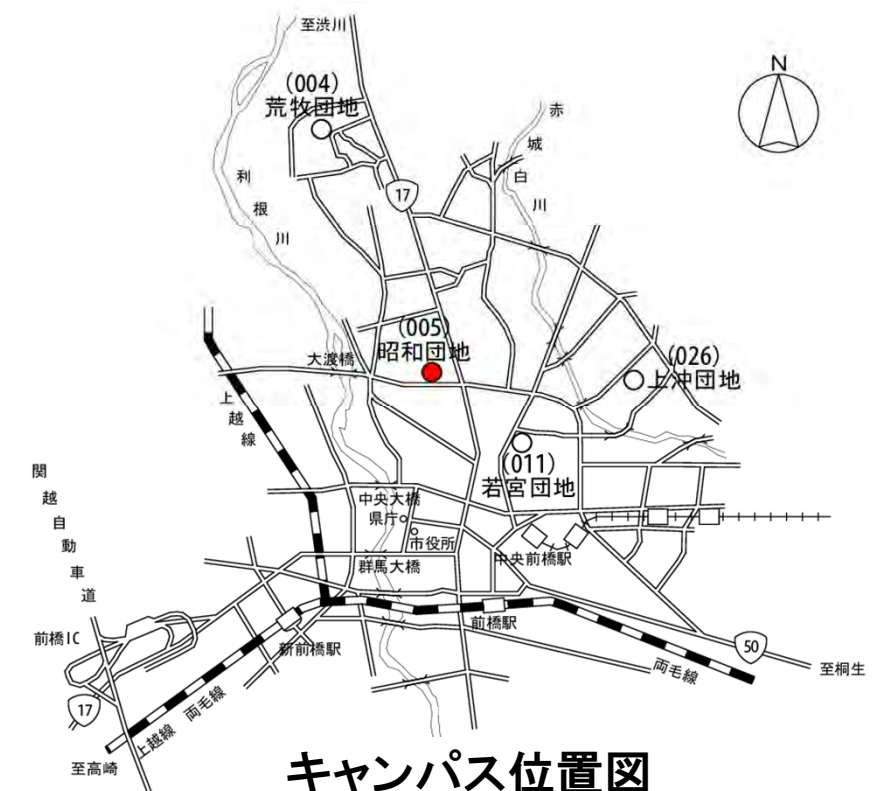 至渋川
N
(004)
荒牧団地
赤城白川
17
利根川
(005)
昭和団地
大渡橋
(026)
上沖団地
上越線
(011)
若宮団地
関越自動車道
中央大橋
県庁
市役所
中央前橋駅
群馬大橋
前橋IC
新前橋駅
前橋駅
50
両毛線
至桐生
17
上越線 両毛線
至高崎
キャンパス位置図